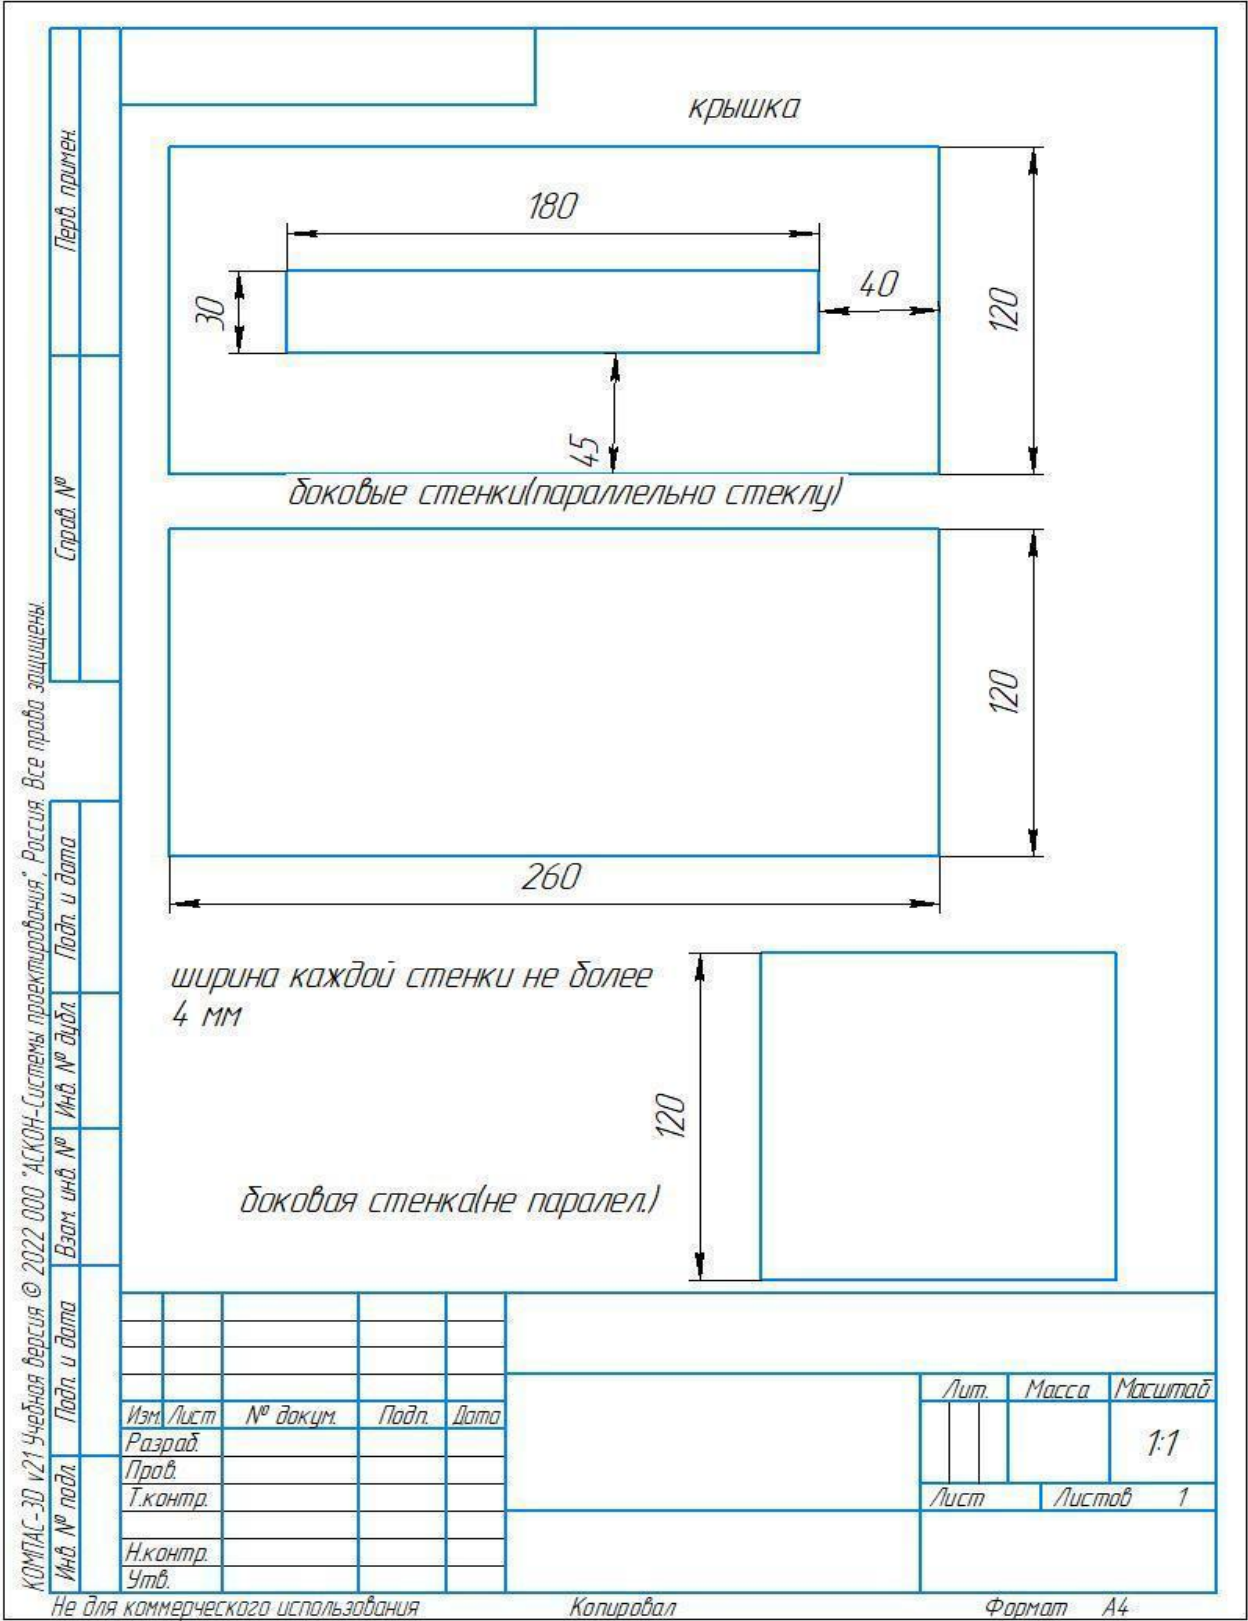 крышка
180
30
40
120
45
боковые стенки(параллельно стеклу)
120
260
ширина каждой стенки не более
4 мм
120
боковая стенка(не паралел.)
Перв. примен.
Справ. №
Подп. и дата
Инв. № дубл.
Взам. инв. №
Подп. и дата
Инв. № подл.
КОМПАС-3D v21 Учебная версия © 2022 ООО "АСКОН-Системы проектирования", Россия. Все права защищены.
Лит. Масса Масштаб
Изм. Лист № докум. Подп. Дата
1:1
Разраб.
Пров.
Т.контр.
Лист Листов 1
Н.контр.
Утв.
Не для коммерческого использования Копировал Формат А4